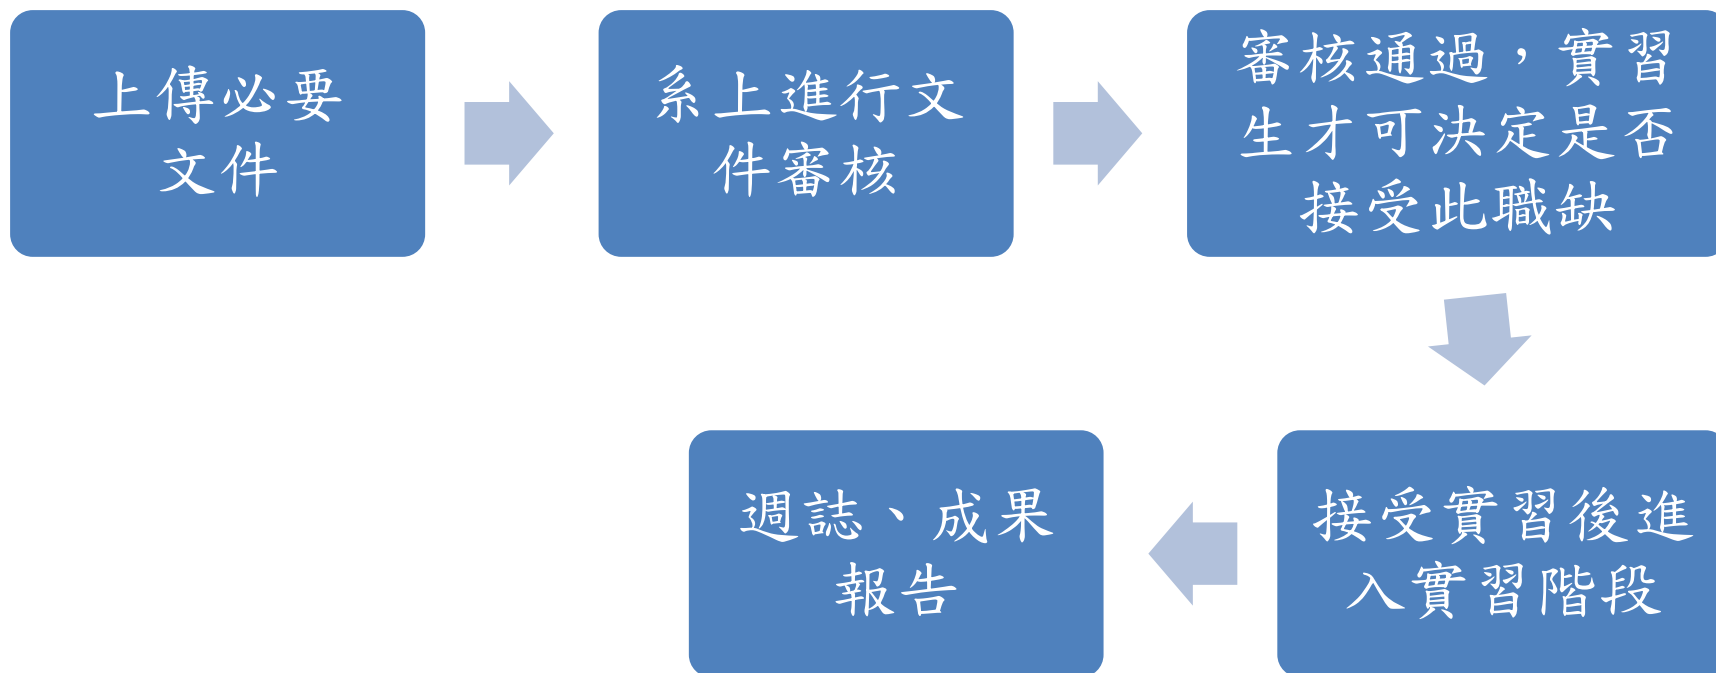 上傳必要
文件
系上進行文
件審核
審核通過，實習
生才可決定是否
接受此職缺
接受實習後進
入實習階段
週誌、成果
報告